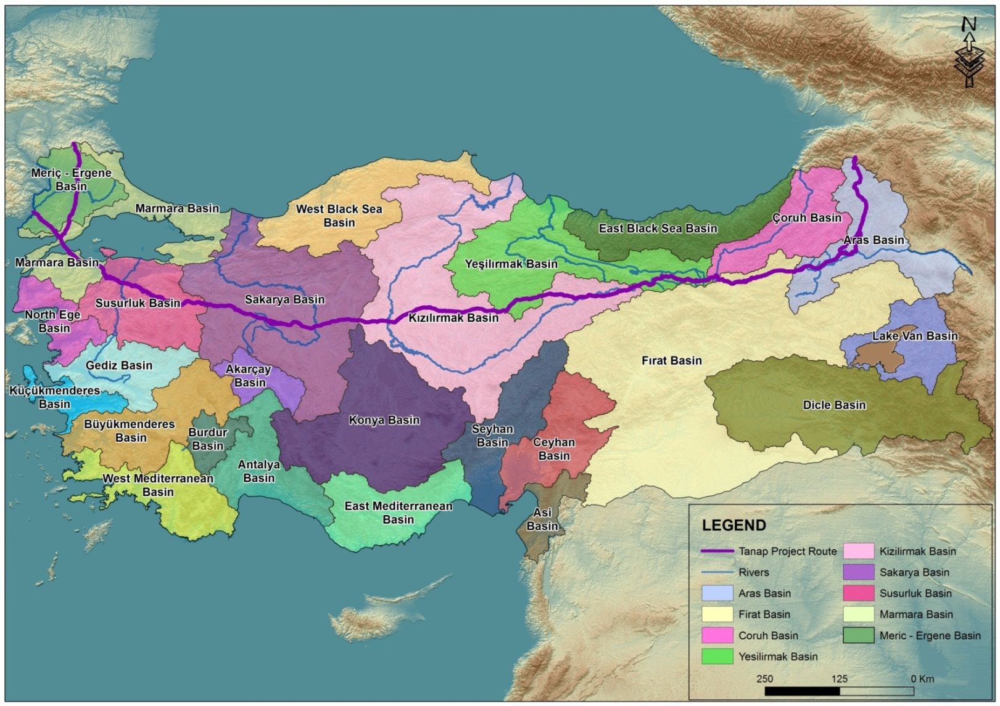 N
Meriç - Ergene
Basin
Marmara Basin
West Black Sea
Basin
East Black Sea Basin
Çoruh Basin
Aras Basin
Marmara Basin
Yeşilırmak Basin
Susurluk Basin
Sakarya Basin
North Ege
Basin
Kızılırmak Basin
Lake Van Basin
Gediz Basin
Akarçay
Basin
Fırat Basin
Küçükmenderes
Basin
Dicle Basin
Büyükmenderes
Basin
Burdur
Basin
Konya Basin
Seyhan
Basin
Ceyhan
Basin
Antalya
Basin
West Mediterranean
Basin
East Mediterranean
Basin
Asi
Basin
LEGEND
Tanap Project Route
Rivers
Aras Basin
Firat Basin
Coruh Basin
Yesilirmak Basin
Kizilirmak Basin
Sakarya Basin
Susurluk Basin
Marmara Basin
Meric - Ergene Basin
250 125 0 Km